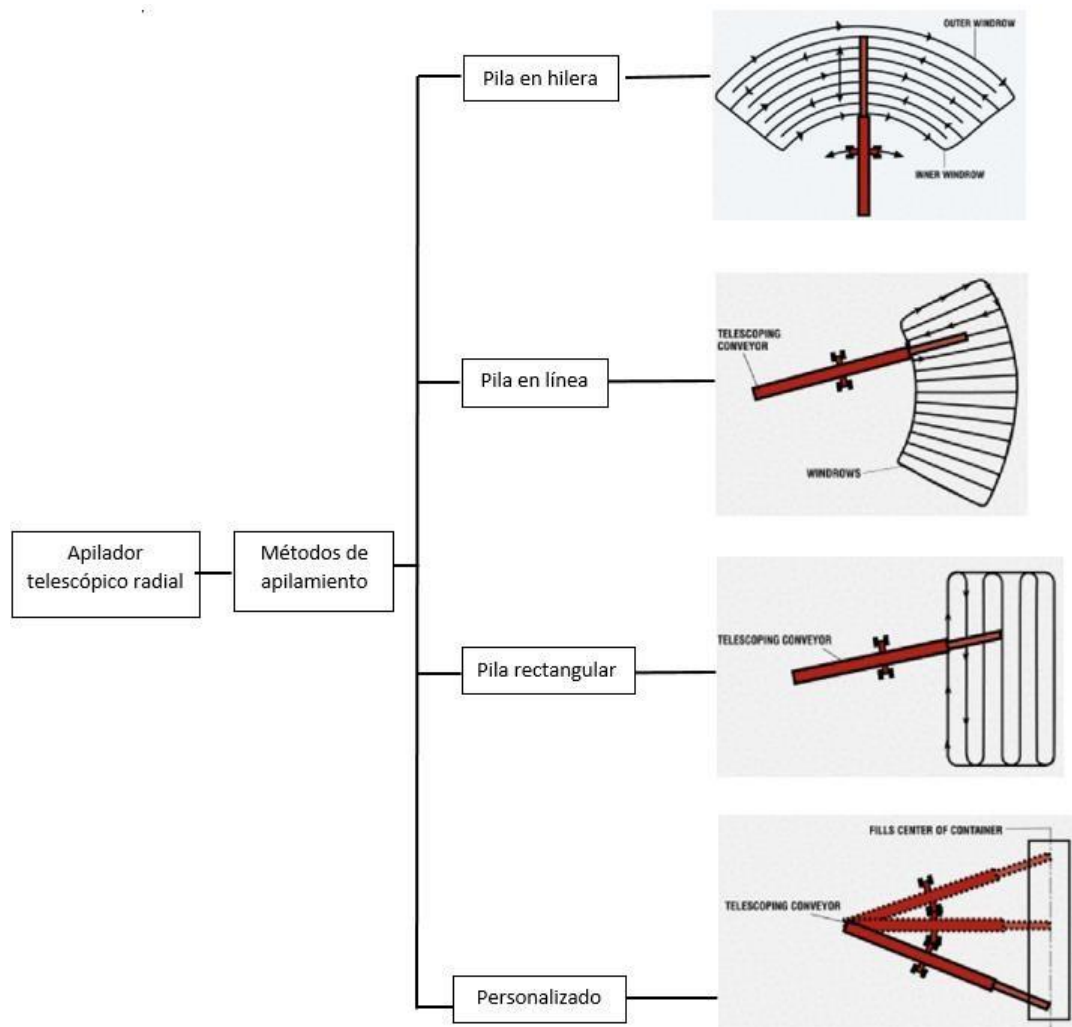 OUTER WINDROW
Pila en hilera
INNER WINDROW
TELESCOPING
CONVEYOR
Pila en línea
WINDROWS
Apilador
telescópico radial
Métodos de
apilamiento
TELESCOPING CONVEYOR
Pila rectangular
FILLS CENTER OF CONTAINER
TELESCOPING CONVEYOR
Personalizado